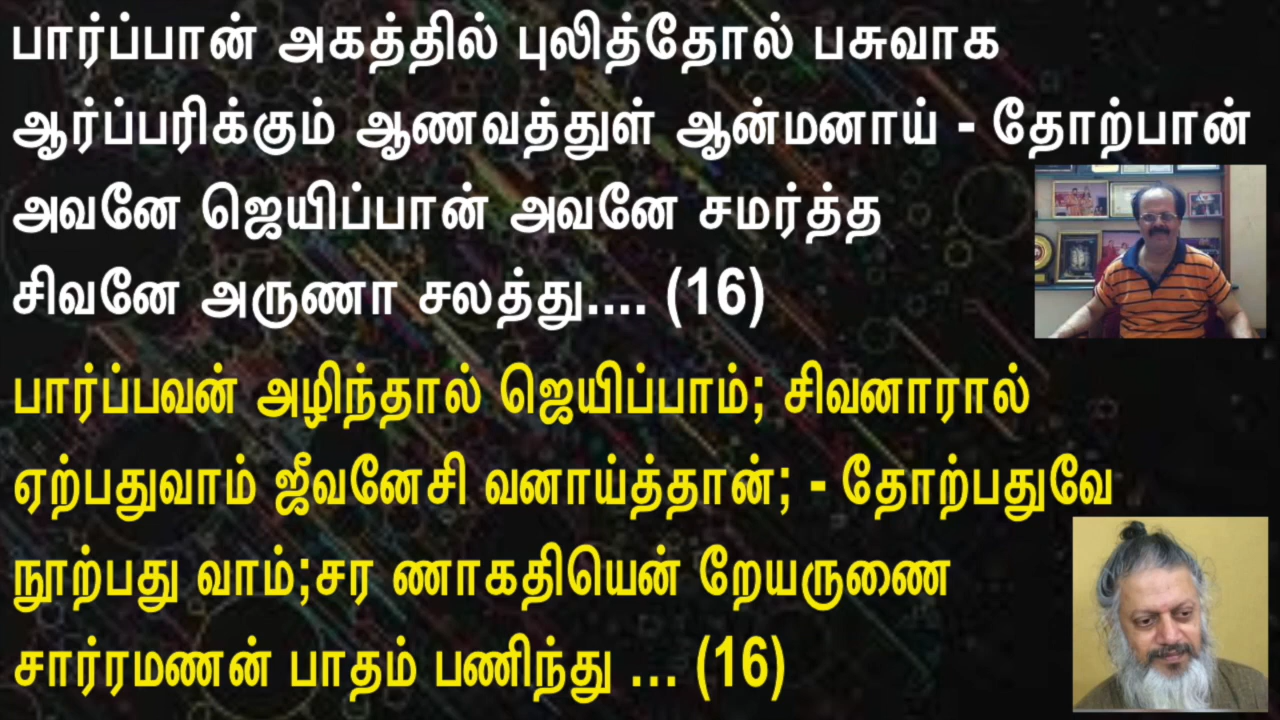 பார்ப்பான் அகத்தில் புலித்தோல் பசுவாக
ஆர்ப்பரிக்கும் ஆணவத்துள் ஆன்மனாய் - தோற்பான்
அவனே ஜெயிப்பான் அவனே சமர்த்த
சிவனே அருணா சலத்து.... (16)
பார்ப்பவன் அழிந்தால் ஜெயிப்பாம்; சிவனாரால்
ஏற்பதுவாம் ஜீவனேசி வனாய்த்தான்; - தோற்பதுவே
நூற்பது வாம்;சர ணாகதியென் றேயருணை
சார்ரமணன் பாதம் பணிந்து ... (16)